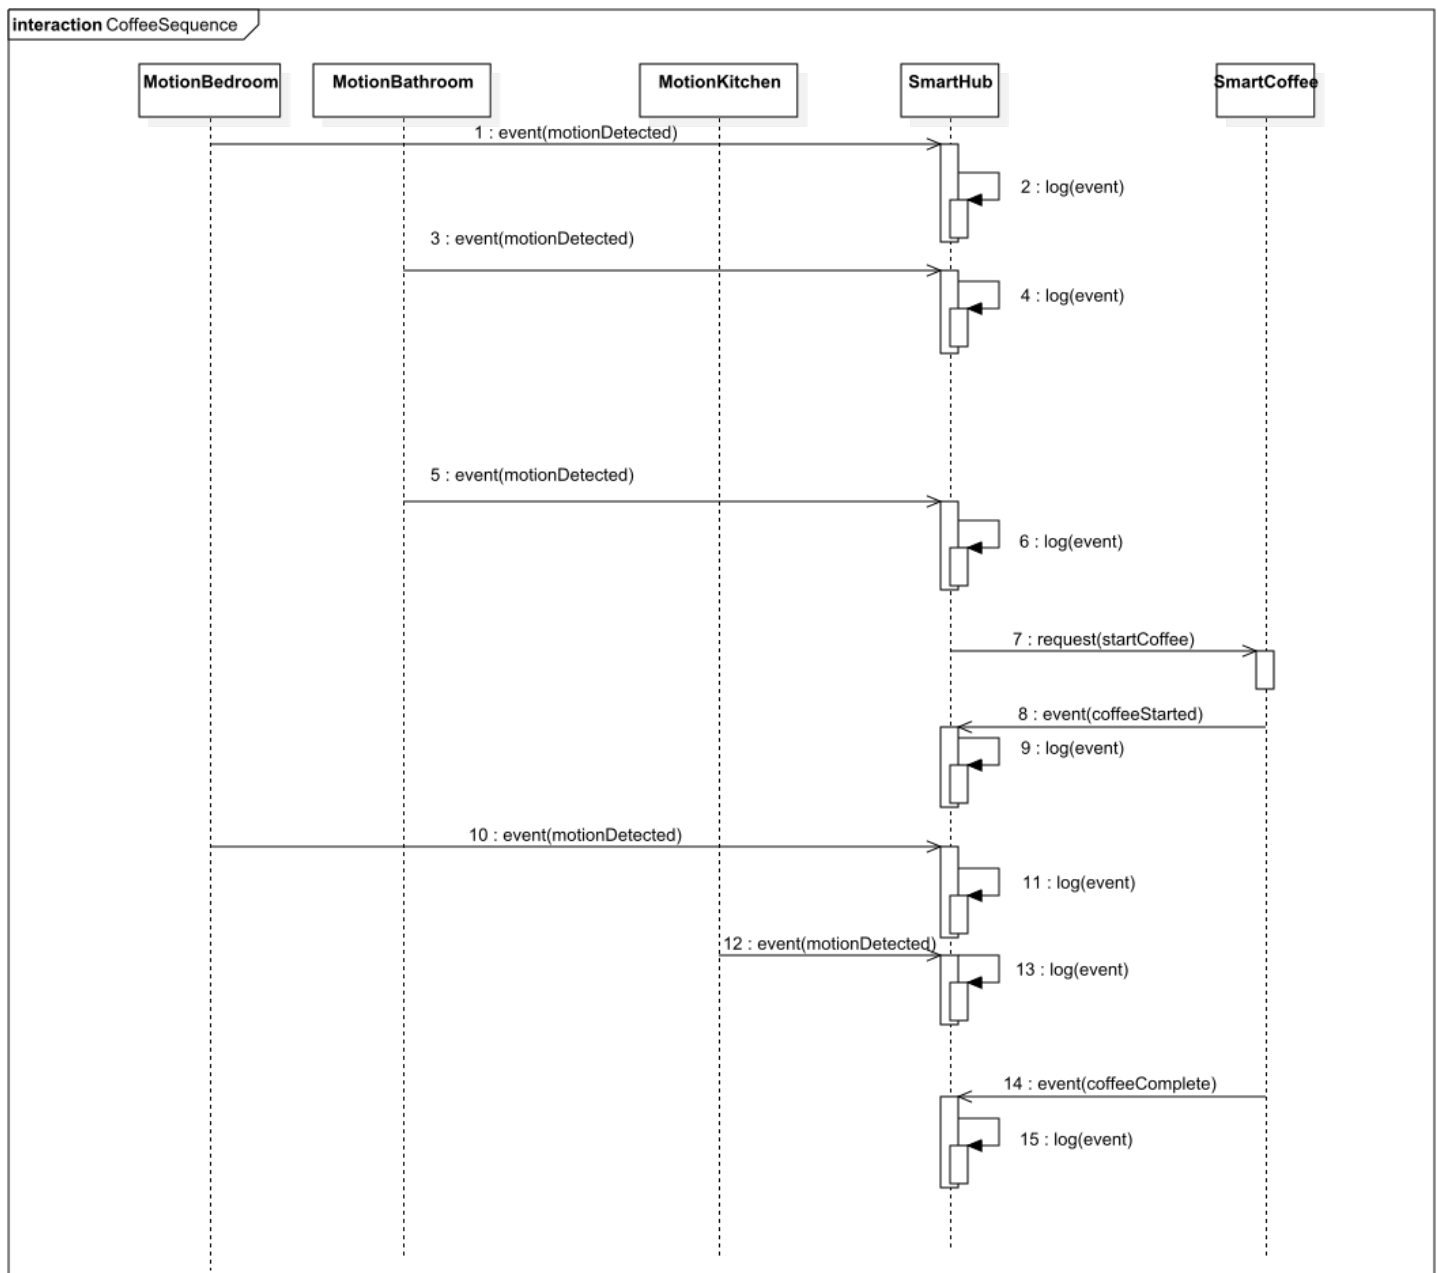 interaction CoffeeSequence
MotionBedroom
MotionBathroom
MotionKitchen
SmartHub
SmartCoffee
1 : event(motionDetected)
2 : log(event)
3 : event(motionDetected)
4 : log(event)
5 : event(motionDetected)
6 : log(event)
7 : request(startCoffee)
8 : event(coffeeStarted)
9 : log(event)
10 : event(motionDetected)
11 : log(event)
12 : event(motionDetected)
13 : log(event)
14 : event(coffeeComplete)
15 : log(event)